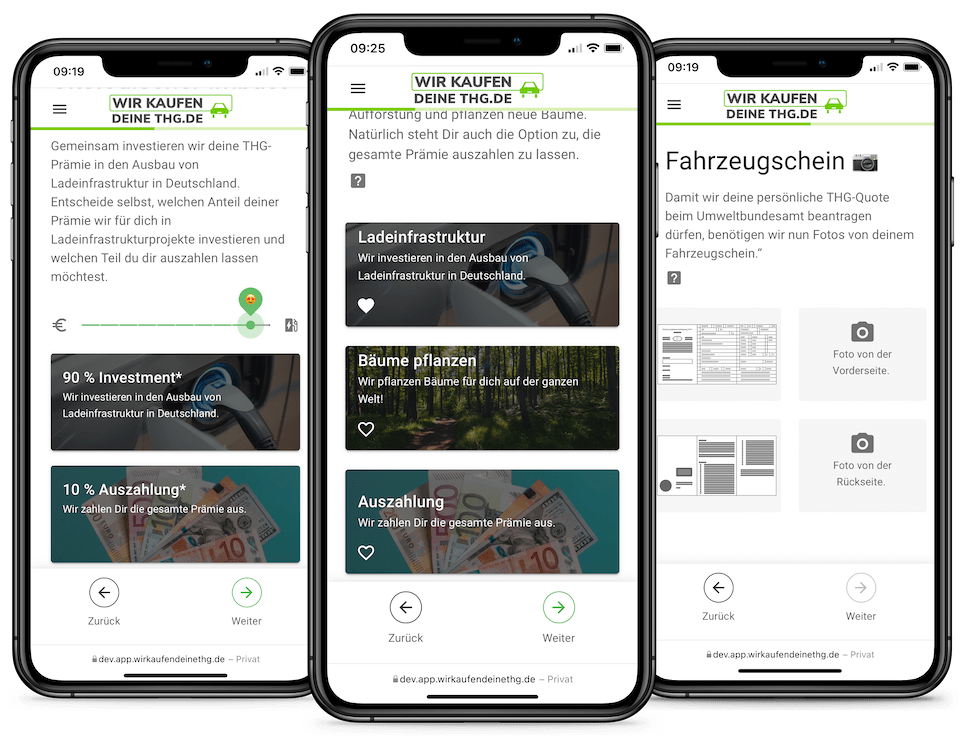 09:19
WIR KAUFEN
DEINE THG.DE
Gemeinsam investieren wir deine THG-
Prämie in den Ausbau von
Ladeinfrastruktur in Deutschland.
Entscheide selbst, welchen Anteil deiner
Prämie wir für dich in
Ladeinfrastrukturprojekte investieren und
welchen Teil du dir auszahlen lassen
möchtest.
€
90 % Investment*
Wir investieren in den Ausbau von
Ladeinfrastruktur in Deutschland.
10 % Auszahlung*
Wir zahlen Dir die gesamte Prämie aus.
Zurück
Weiter
dev.app.wirkaufendeinethg.de – Privat
09:25
WIR KAUFEN
DEINE THG.DE
Aufforstung und pflanzen neue Bäume.
Natürlich steht Dir auch die Option zu, die
gesamte Prämie auszahlen zu lassen.
?
Ladeinfrastruktur
Wir investieren in den Ausbau von
Ladeinfrastruktur in Deutschland.
Bäume pflanzen
Wir pflanzen Bäume für dich auf der ganzen
Welt!
Auszahlung
Wir zahlen Dir die gesamte Prämie aus.
Zurück
Weiter
dev.app.wirkaufendeinethg.de – Privat
09:19
WIR KAUFEN
DEINE THG.DE
Fahrzeugschein
Damit wir deine persönliche THG-Quote
beim Umweltbundesamt beantragen
dürfen, benötigen wir nun Fotos von deinem
Fahrzeugschein.“
?
Foto von der
Vorderseite.
Foto von der
Rückseite.
Zurück
Weiter
dev.app.wirkaufendeinethg.de – Privat